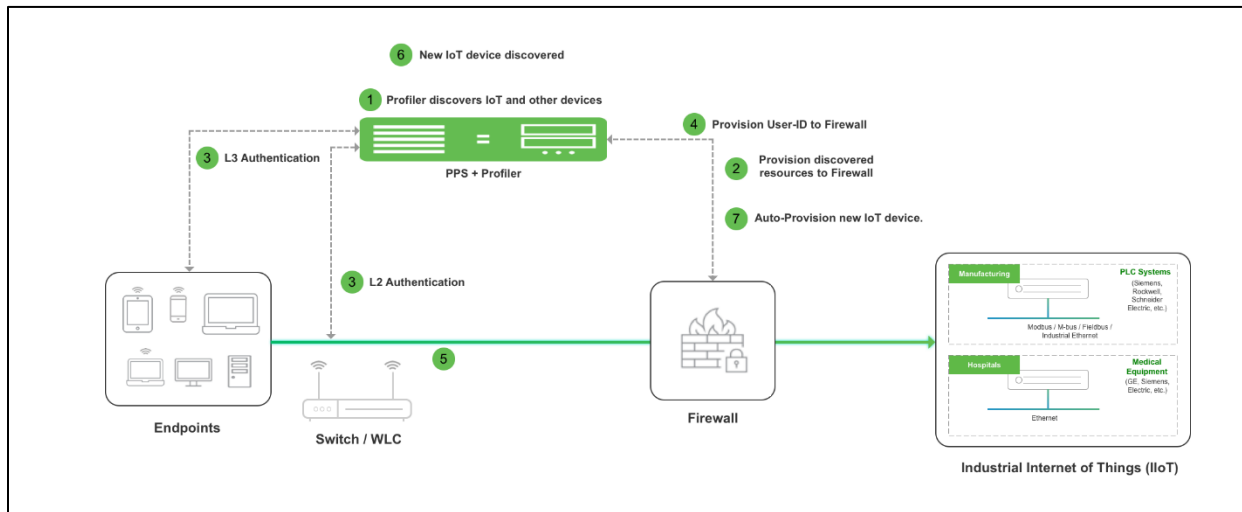 6 New IoT device discovered
1 Profiler discovers IoT and other devices
4 Provision User-ID to Firewall
3 L3 Authentication
=
PPS + Profiler
2 Provision discovered
resources to Firewall
7 Auto-Provision new IoT device.
3 L2 Authentication
5
Endpoints
Switch / WLC
Firewall
Manufacturing
PLC Systems
(Siemens,
Rockwell,
Schneider
Electric, etc.)
Modbus / M-bus / Fieldbus /
Industrial Ethernet
Hospitals
Medical
Equipment
(GE, Siemens,
Electric, etc.)
Ethernet
Industrial Internet of Things (IIoT)